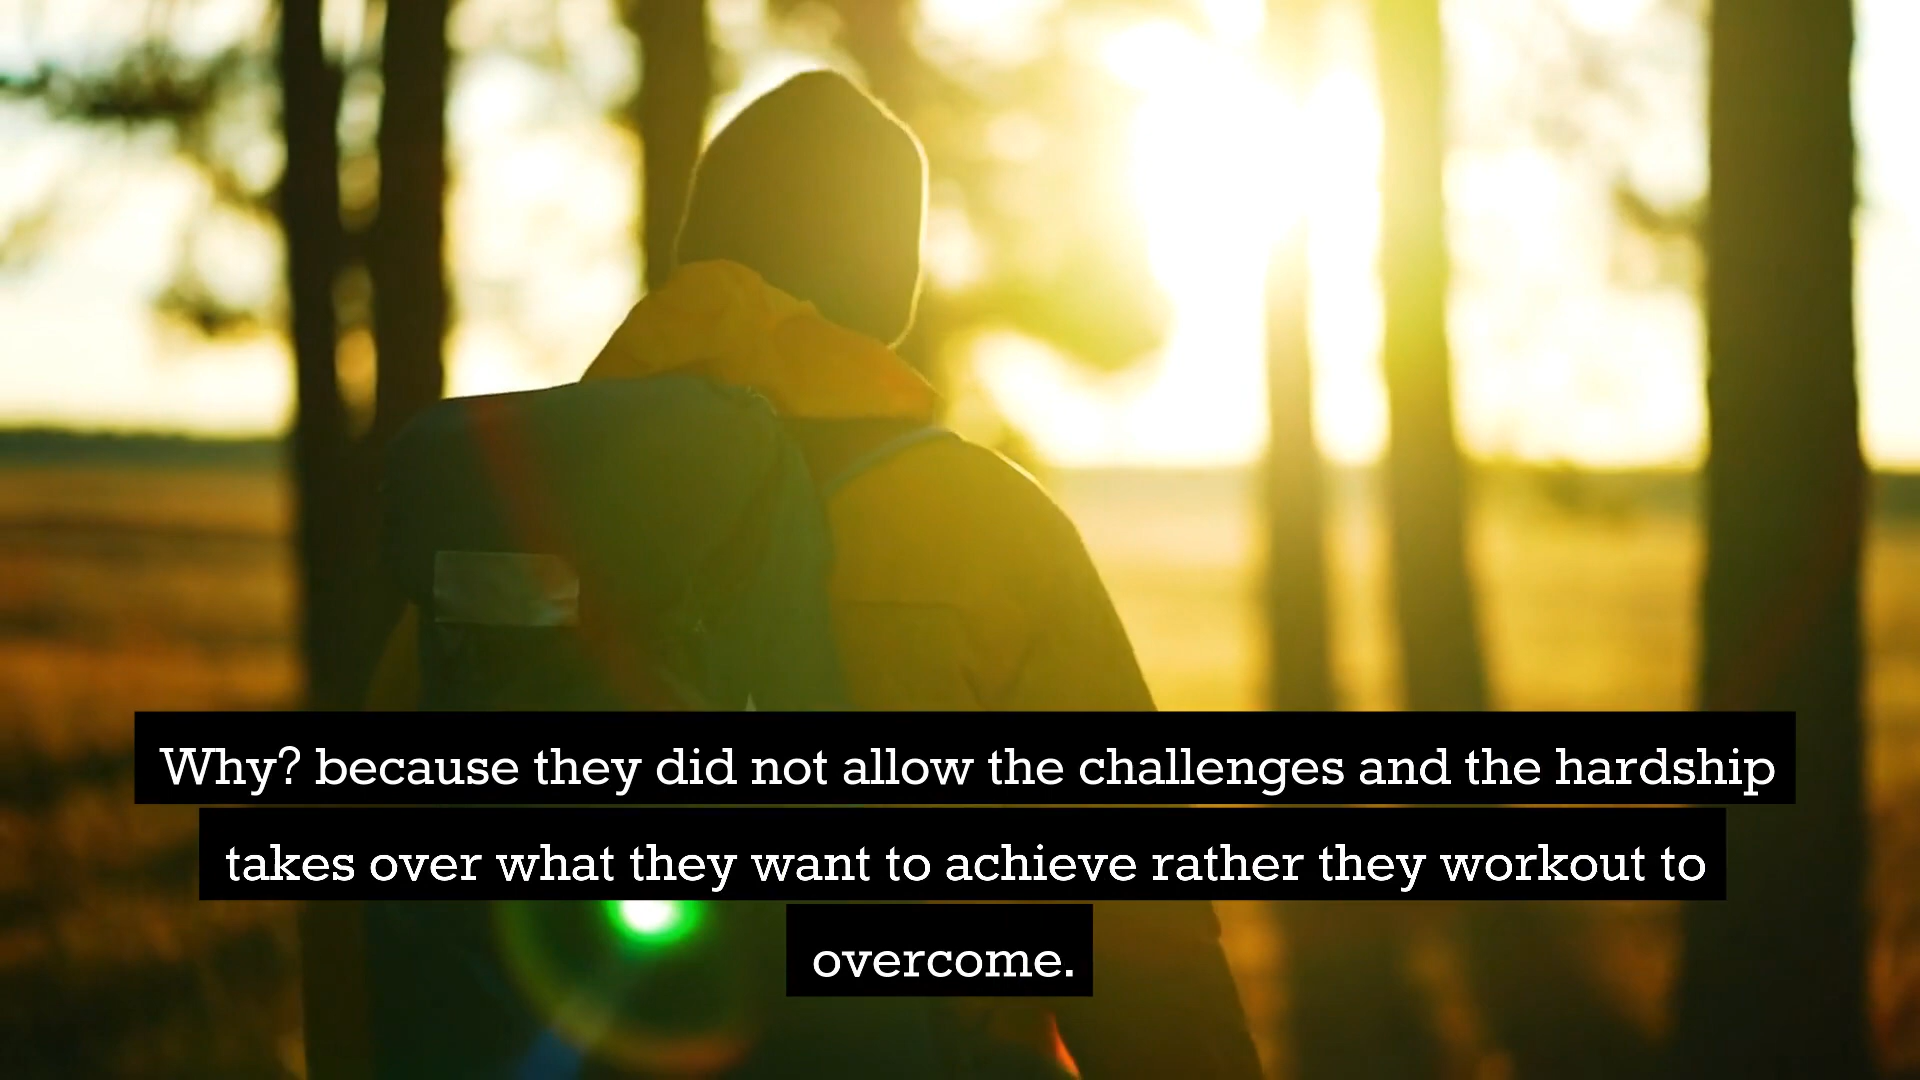 Why? because they did not allow the challenges and the hardship
takes over what they want to achieve rather they workout to
overcome.